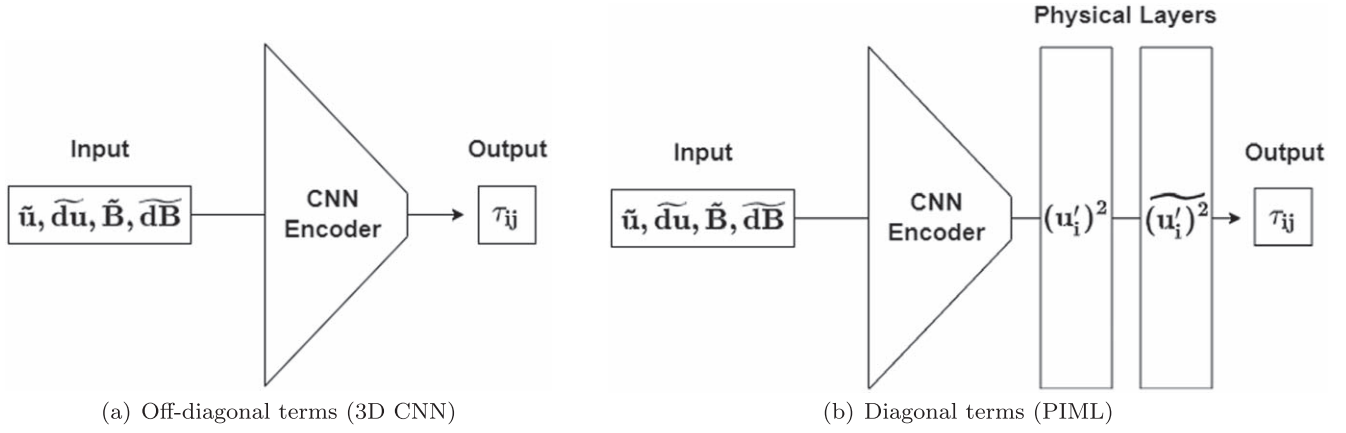 Input
ũ, d̃u, B̃, d̃B
CNN
Encoder
Output
τij
(a) Off-diagonal terms (3D CNN)
Physical Layers
Input
ũ, d̃u, B̃, d̃B
CNN
Encoder
(u′i)²
(̃u′i)²
Output
τij
(b) Diagonal terms (PIML)